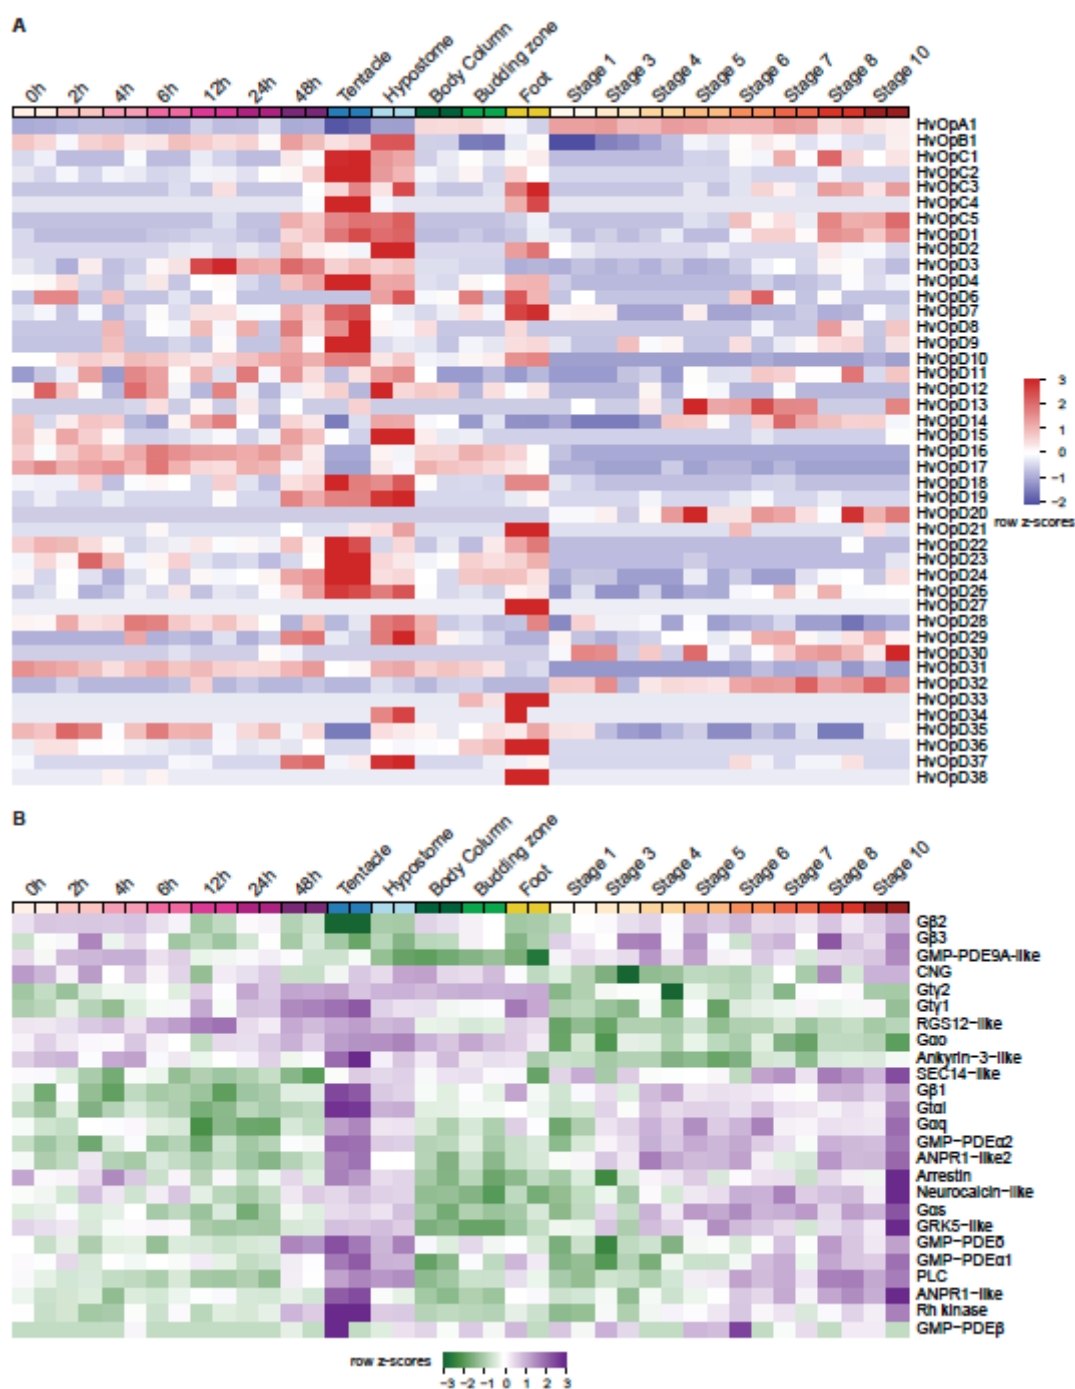 A
0h 2h 4h 6h 12h 24h 48h Tentacle Hypostome Body Column Budding zone Foot Stage 1 Stage 3 Stage 4 Stage 5 Stage 6 Stage 7 Stage 8 Stage 10
HvOpA1
HvOpB1
HvOpC1
HvOpC2
HvOpC3
HvOpC4
HvOpC5
HvOpD1
HvOpD2
HvOpD3
HvOpD4
HvOpD6
HvOpD7
HvOpD8
HvOpD9
HvOpD10
HvOpD11
HvOpD12
HvOpD13
HvOpD14
HvOpD15
HvOpD16
HvOpD17
HvOpD18
HvOpD19
HvOpD20
HvOpD21
HvOpD22
HvOpD23
HvOpD24
HvOpD26
HvOpD27
HvOpD28
HvOpD29
HvOpD30
HvOpD31
HvOpD32
HvOpD33
HvOpD34
HvOpD35
HvOpD36
HvOpD37
HvOpD38
3
2
1
0
−1
−2
row z-scores
B
0h 2h 4h 6h 12h 24h 48h Tentacle Hypostome Body Column Budding zone Foot Stage 1 Stage 3 Stage 4 Stage 5 Stage 6 Stage 7 Stage 8 Stage 10
Gβ2
Gβ3
GMP-PDE9A-like
CNG
Gtγ2
Gtγ1
RGS12−like
Gαo
Ankyrin−3−like
SEC14−like
Gβ1
Gtαi
Gαq
GMP−PDEα2
ANPR1−like2
Arrestin
Neurocalcin−like
Gαs
GRK5−like
GMP−PDEδ
GMP−PDEα1
PLC
ANPR1−like
Rh kinase
GMP−PDEβ
row z−scores
−3 −2 −1 0 1 2 3